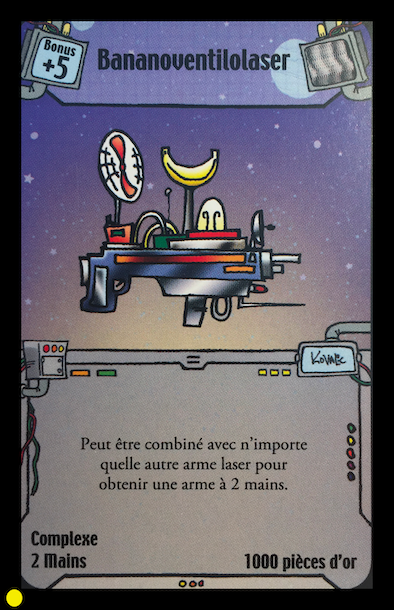 Bonus
+5
Bananoventilolaser
Kovalic
Peut être combiné avec n'importe
quelle autre arme laser pour
obtenir une arme à 2 mains.
Complexe
2 Mains
1000 pièces d'or